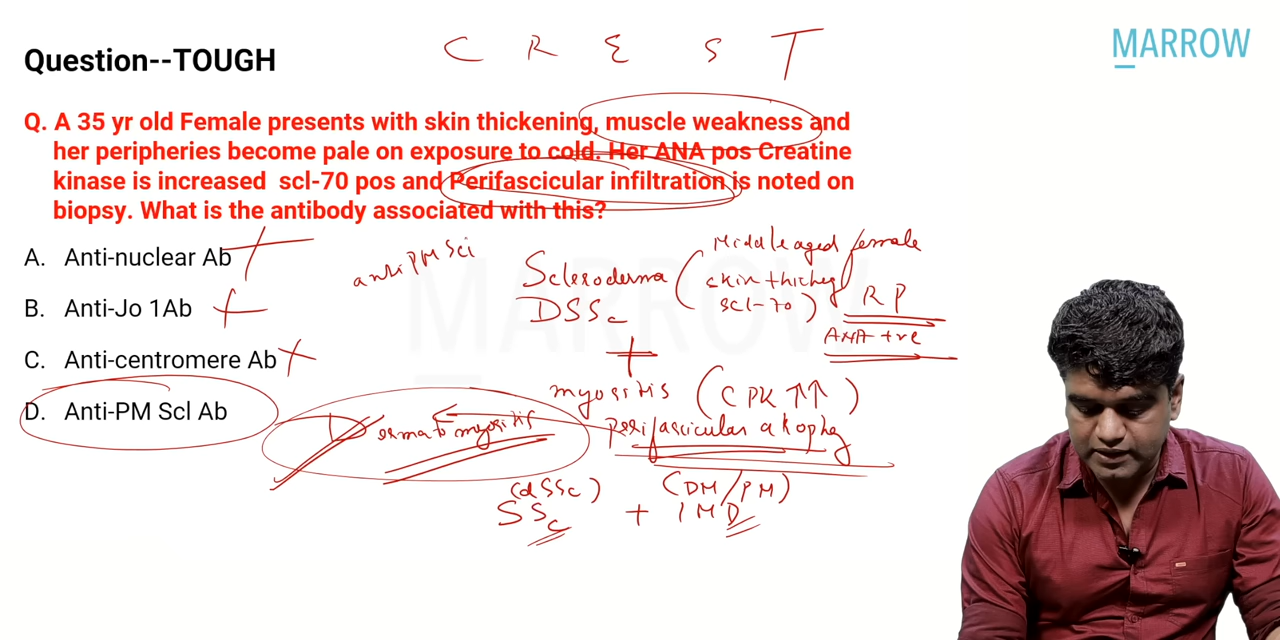 C R E S T
MARROW
Question--TOUGH
Q. A 35 yr old Female presents with skin thickening, muscle weakness and
her peripheries become pale on exposure to cold. Her ANA pos Creatine
kinase is increased scl-70 pos and Perifascicular infiltration is noted on
biopsy. What is the antibody associated with this?
A. Anti-nuclear Ab
B. Anti-Jo 1Ab
C. Anti-centromere Ab
D. Anti-PM Scl Ab
anti PM Scl
Scleroderma
DSSc
(Middle aged female
skin thickeng
scl-70)
RP
ANA +ve
+
myositis (CPK ↑↑)
perifascicular atrophy
Dermatomyositis
(dSSc) (DM/PM)
SSc + IMD
MARROW